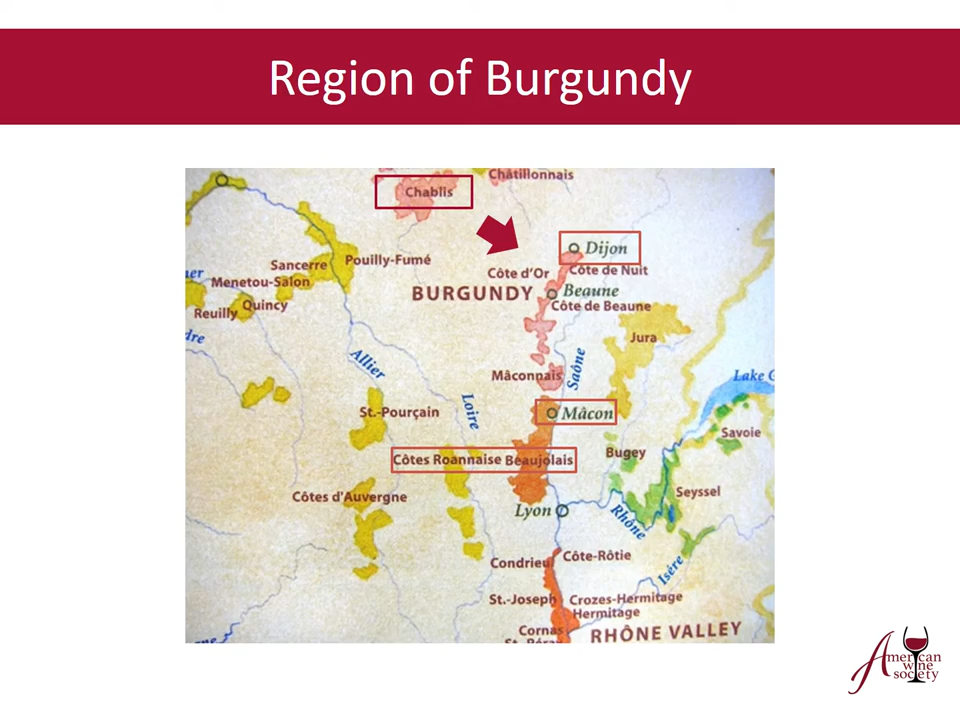 Region of Burgundy
Châtillonnais
Chablis
Dijon
Côte de Nuit
Côte d'Or
Sancerre
Pouilly-Fumé
Menetou-Salon
BURGUNDY
Beaune
Côte de Beaune
Reuilly
Quincy
Jura
Allier
Saône
Mâconnais
Lake
St.-Pourçain
Loire
Mâcon
Savoie
Côtes Roannaise
Beaujolais
Bugey
Côtes d'Auvergne
Seyssel
Lyon
Rhône
Condrieu
Côte-Rôtie
Isére
St.-Joseph
Crozes-Hermitage
Hermitage
Cornas
RHÔNE VALLEY
American
wine
society